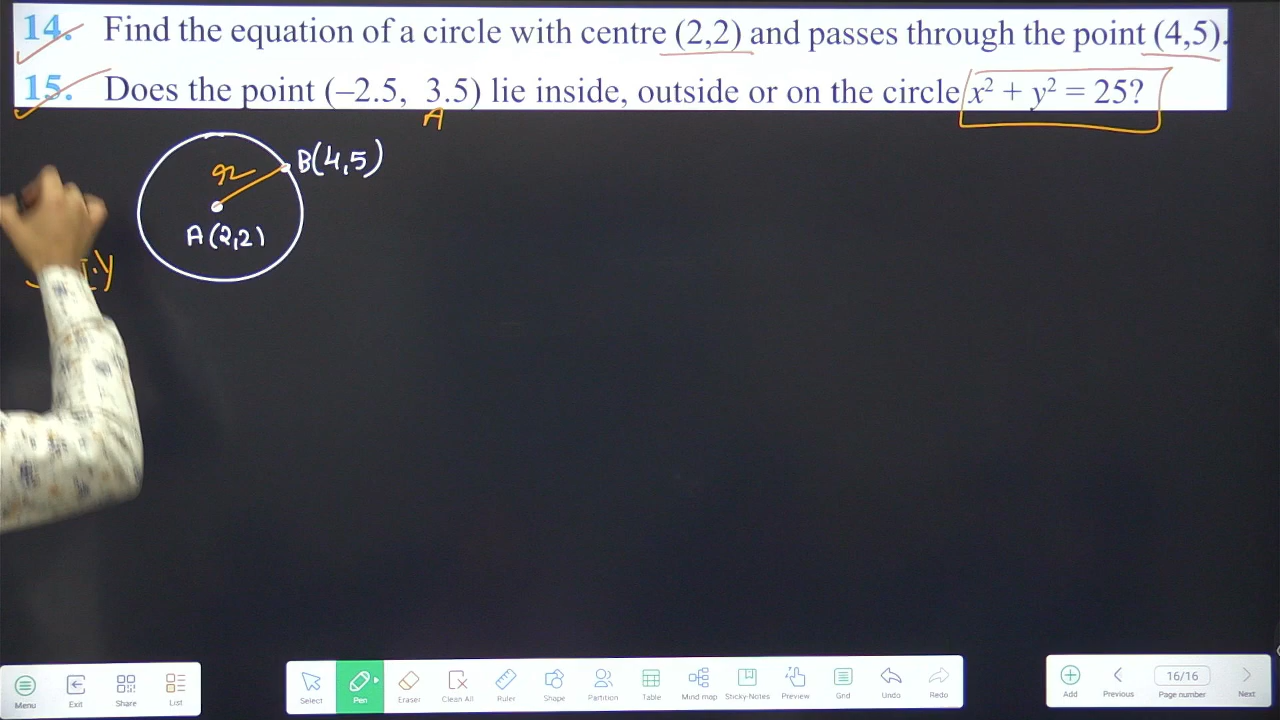 14. Find the equation of a circle with centre (2,2) and passes through the point (4,5).
15. Does the point (–2.5, 3.5) lie inside, outside or on the circle x² + y² = 25?
A
B(4,5)
r
A(2,2)
Menu
Exit
Share
List
Select
Pen
Eraser
Clean All
Ruler
Shape
Partition
Table
Mind map
Sticky-Notes
Preview
Grid
Undo
Redo
Add
Previous
16/16
Page number
Next